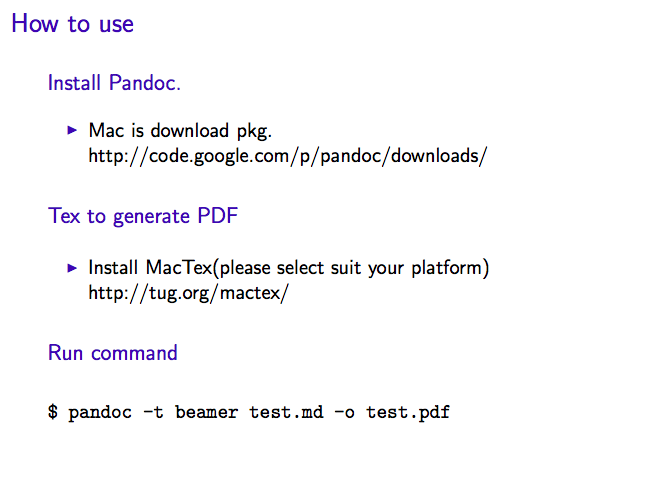 How to use
Install Pandoc.
▶ Mac is download pkg.
http://code.google.com/p/pandoc/downloads/
Tex to generate PDF
▶ Install MacTex(please select suit your platform)
http://tug.org/mactex/
Run command
$ pandoc -t beamer test.md -o test.pdf